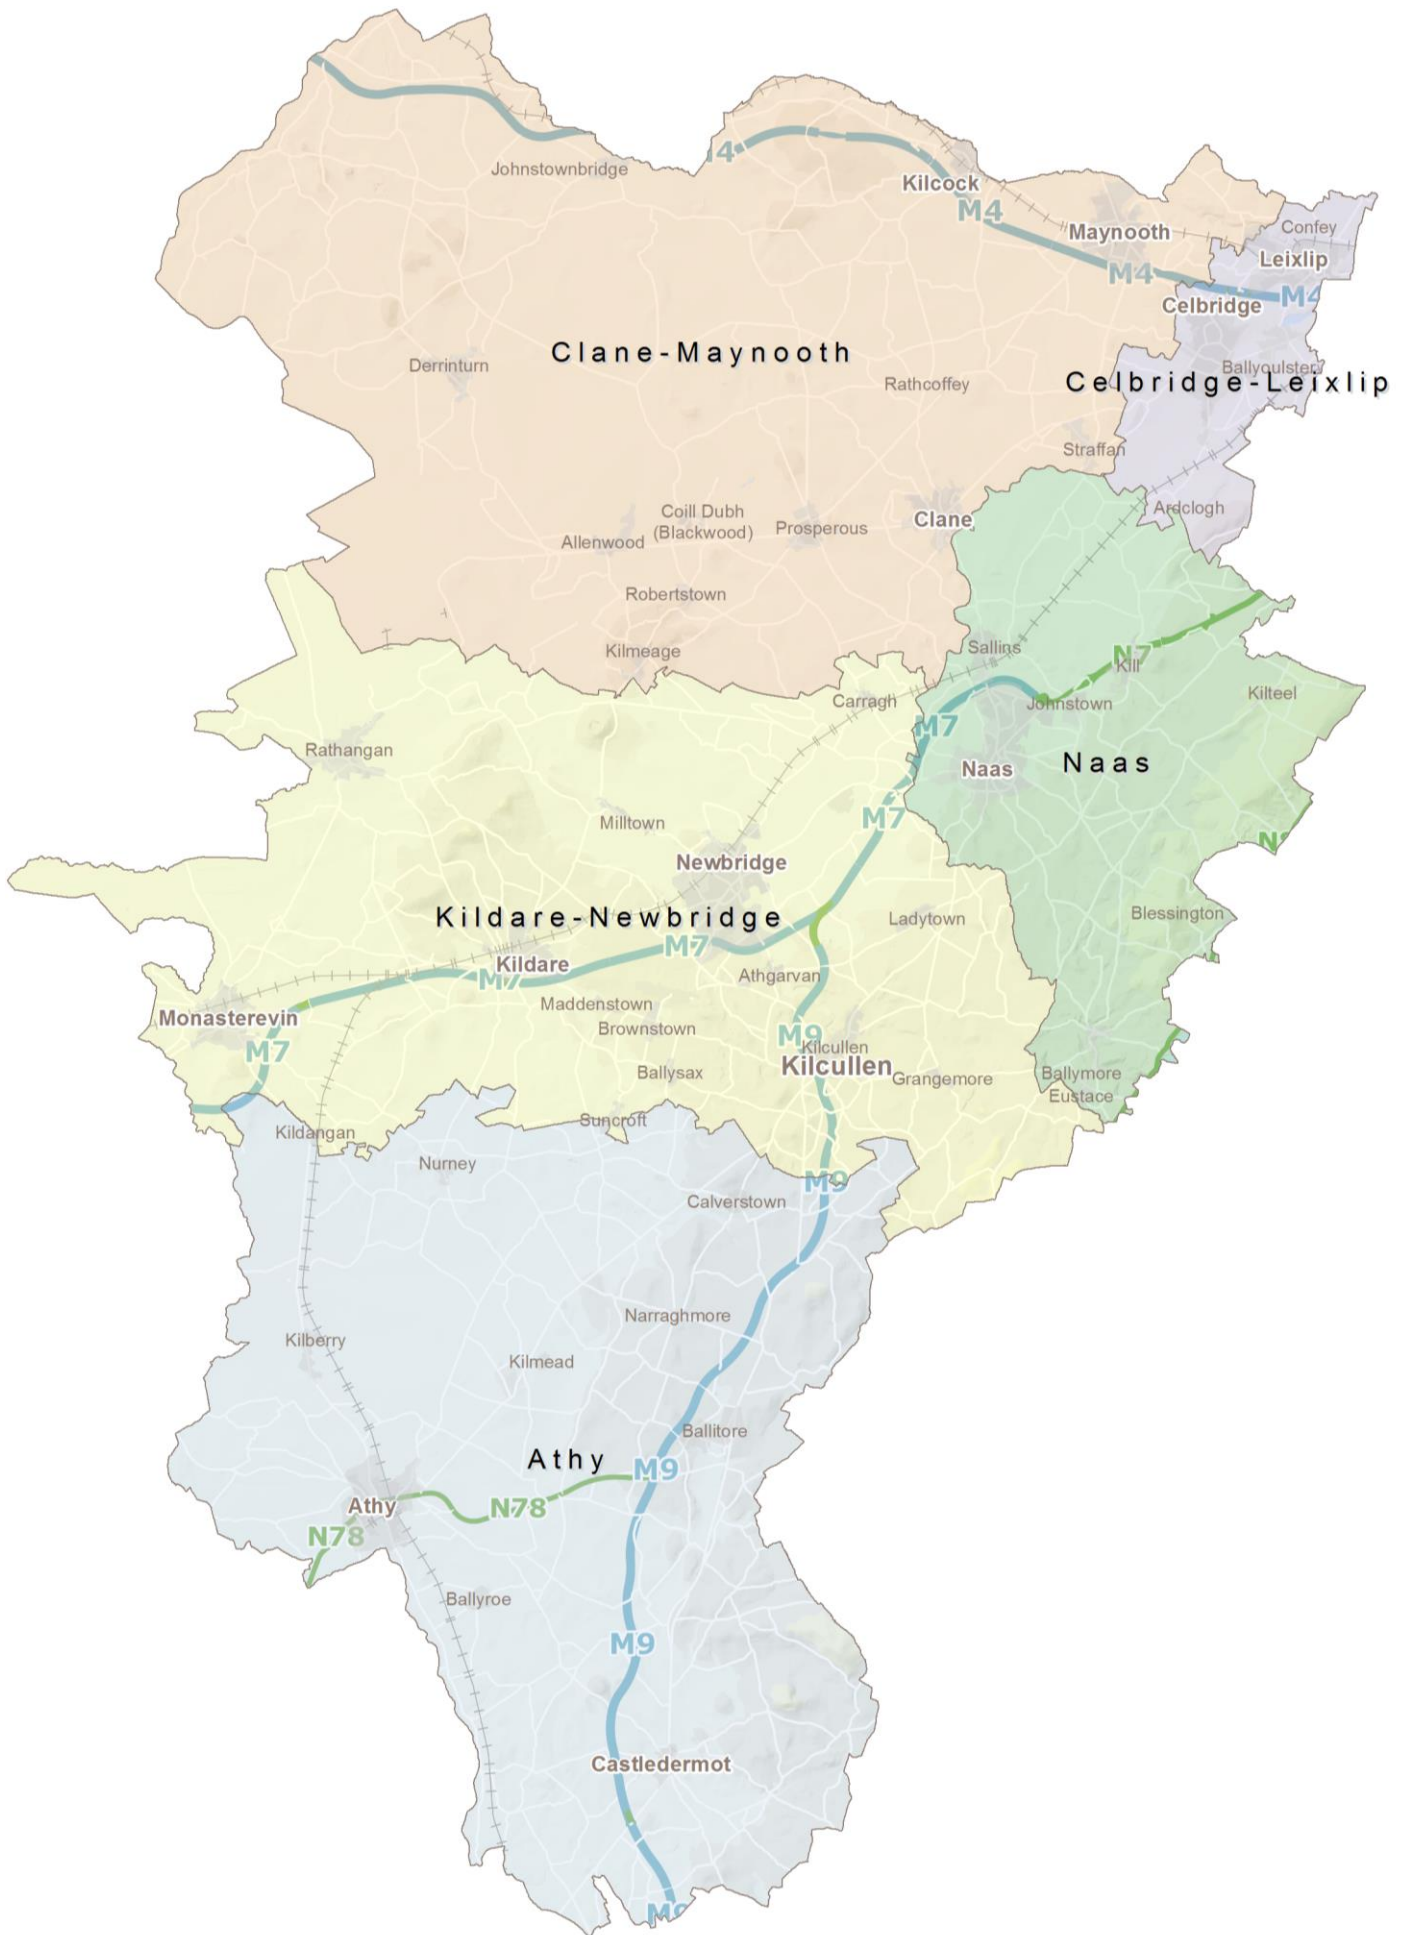 Johnstownbridge
M4
Kilcock
M4
Maynooth
M4
Confey
Leixlip
M4
Celbridge
Clane-Maynooth
Derrinturn
Rathcoffey
Ballyoulster
Celbridge-Leixlip
Straffan
Coill Dubh
(Blackwood)
Allenwood
Prosperous
Clane
Ardclogh
Robertstown
Kilmeage
Sallins
N7
Kill
Carragh
Johnstown
Kilteel
M7
Rathangan
Naas
Naas
Milltown
M7
Newbridge
Kildare-Newbridge
Ladytown
Blessington
M7
Kildare
M7
Athgarvan
Maddenstown
Brownstown
Monasterevin
M7
M9
Kilcullen
Kilcullen
Ballysax
Grangemore
Ballymore
Eustace
Suncroft
Kildangan
Nurney
M9
Calverstown
Narraghmore
Kilberry
Kilmead
Ballitore
Athy
M9
Athy
N78
N78
Ballyroe
M9
Castledermot
M9